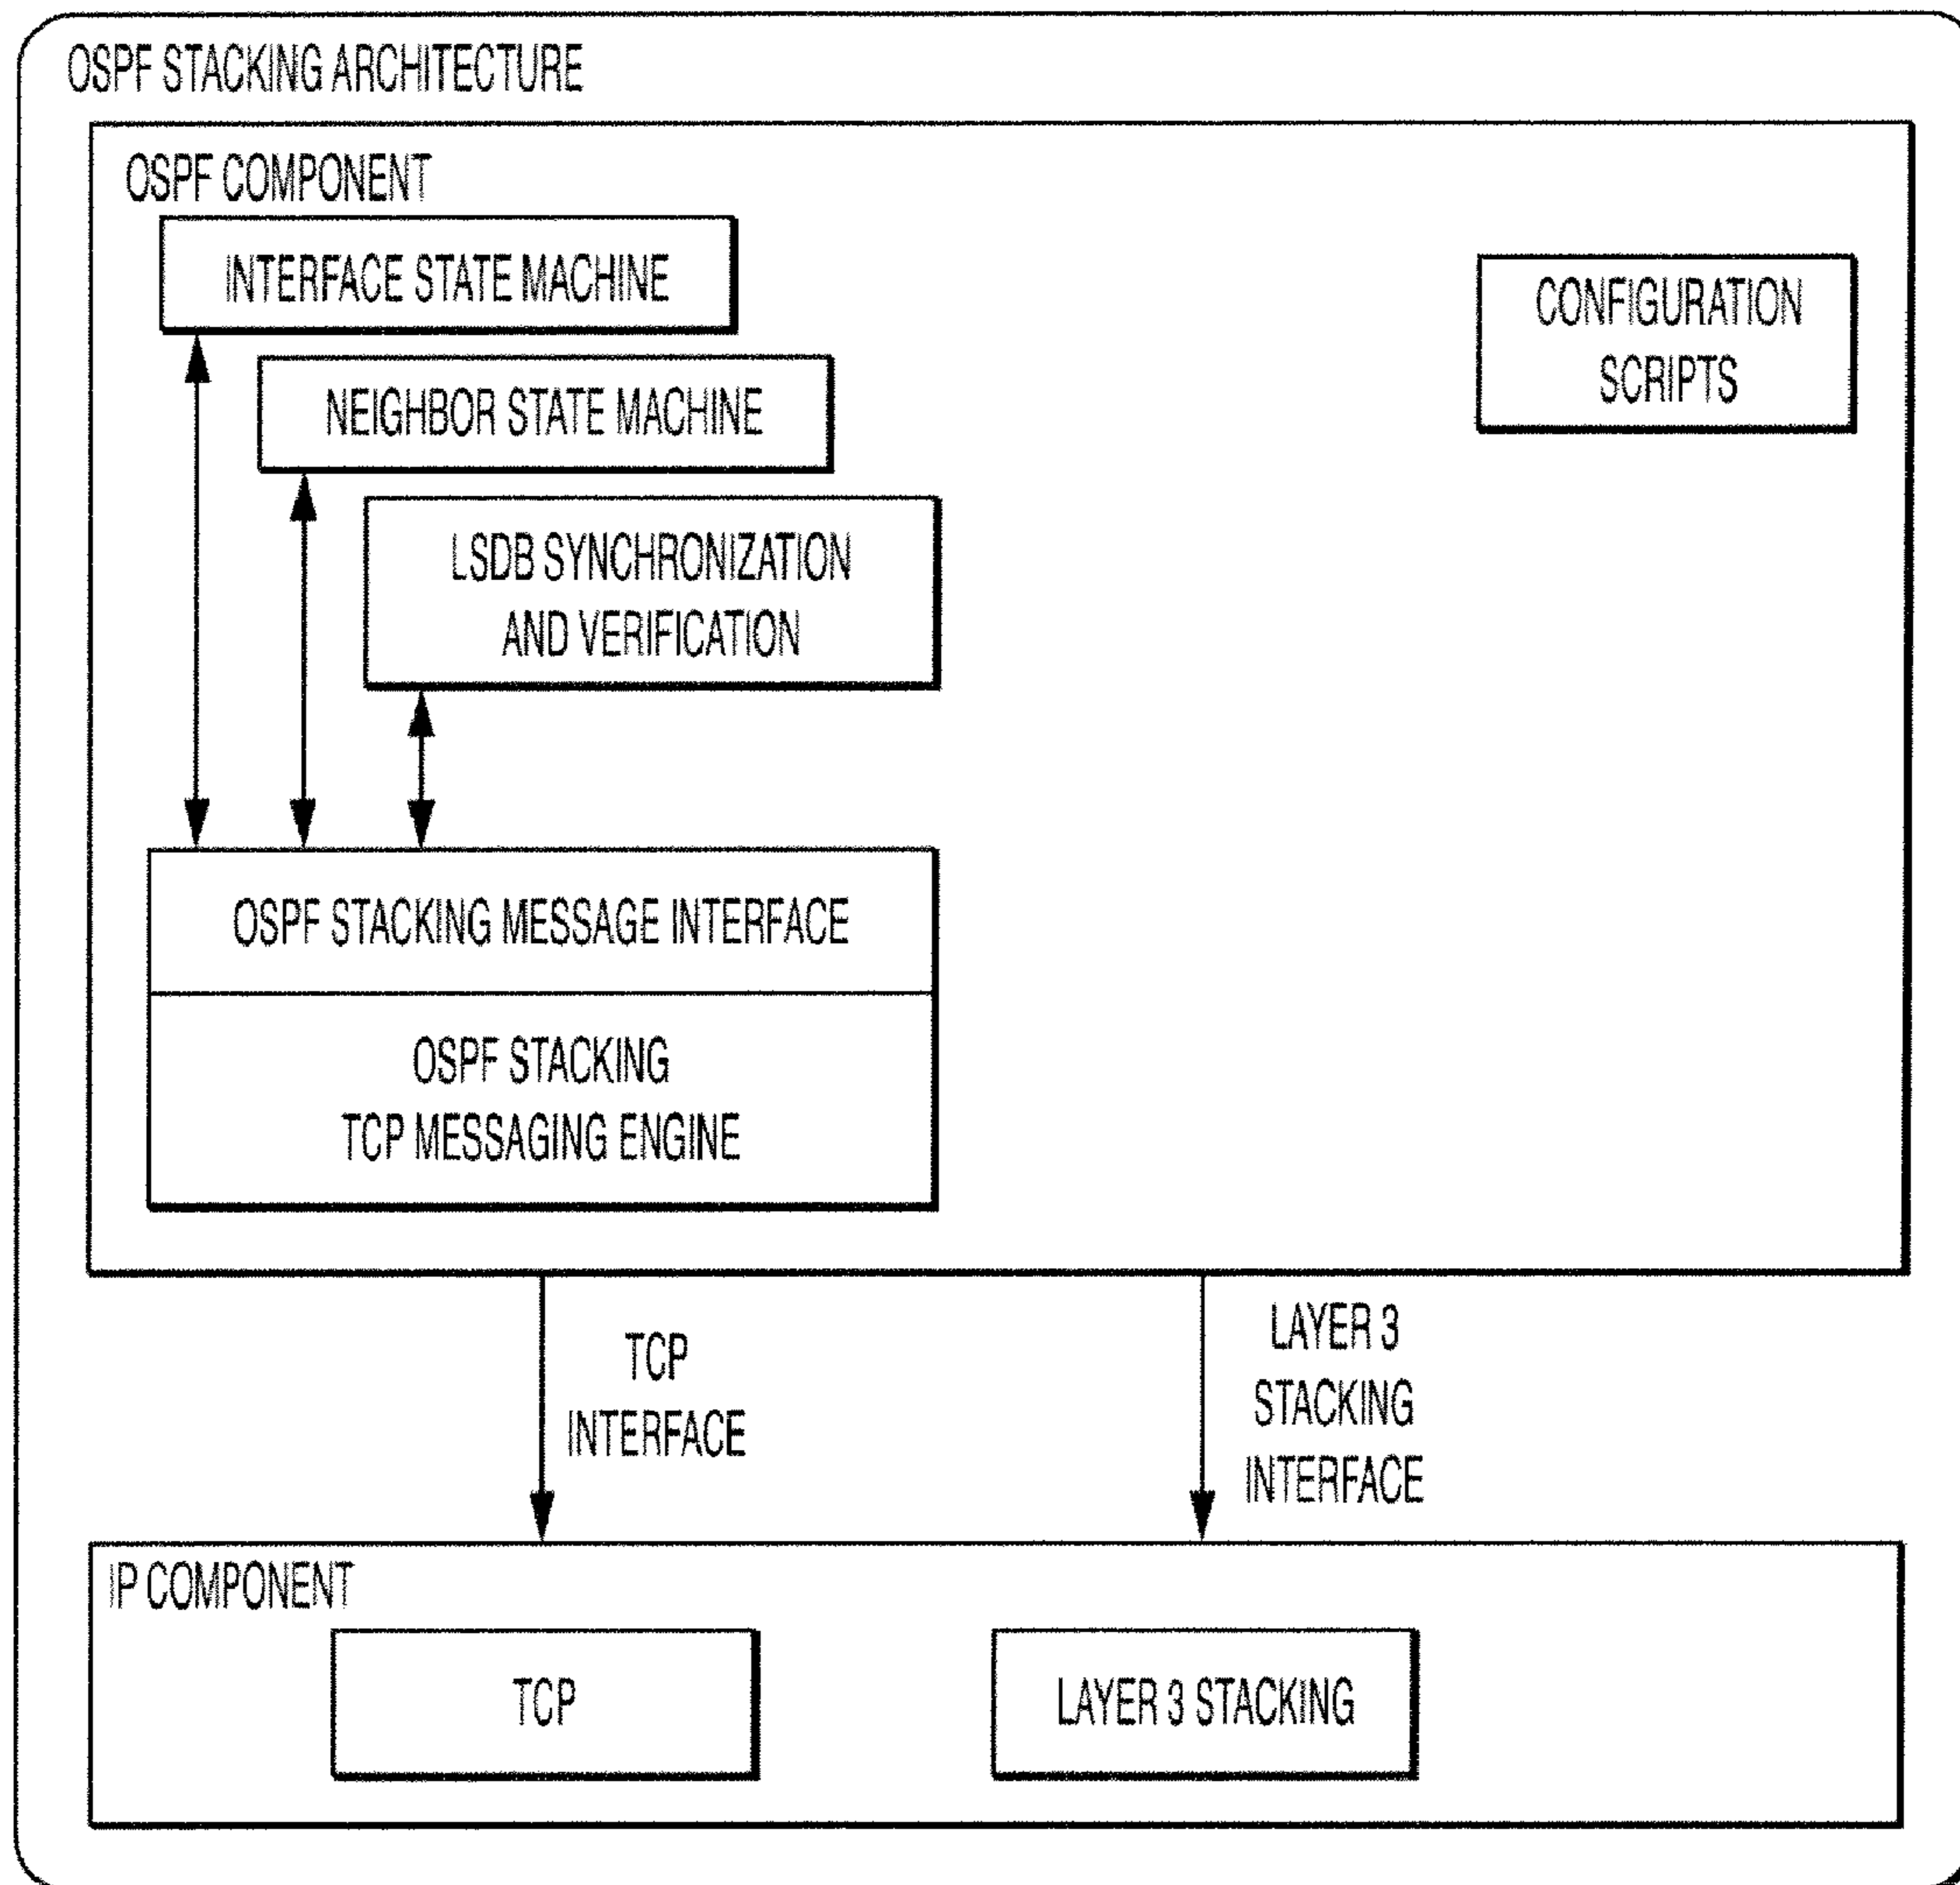 OSPF STACKING ARCHITECTURE
OSPF COMPONENT
INTERFACE STATE MACHINE
CONFIGURATION
SCRIPTS
NEIGHBOR STATE MACHINE
LSDB SYNCHRONIZATION
AND VERIFICATION
OSPF STACKING MESSAGE INTERFACE
OSPF STACKING
TCP MESSAGING ENGINE
TCP
INTERFACE
LAYER 3
STACKING
INTERFACE
IP COMPONENT
TCP
LAYER 3 STACKING